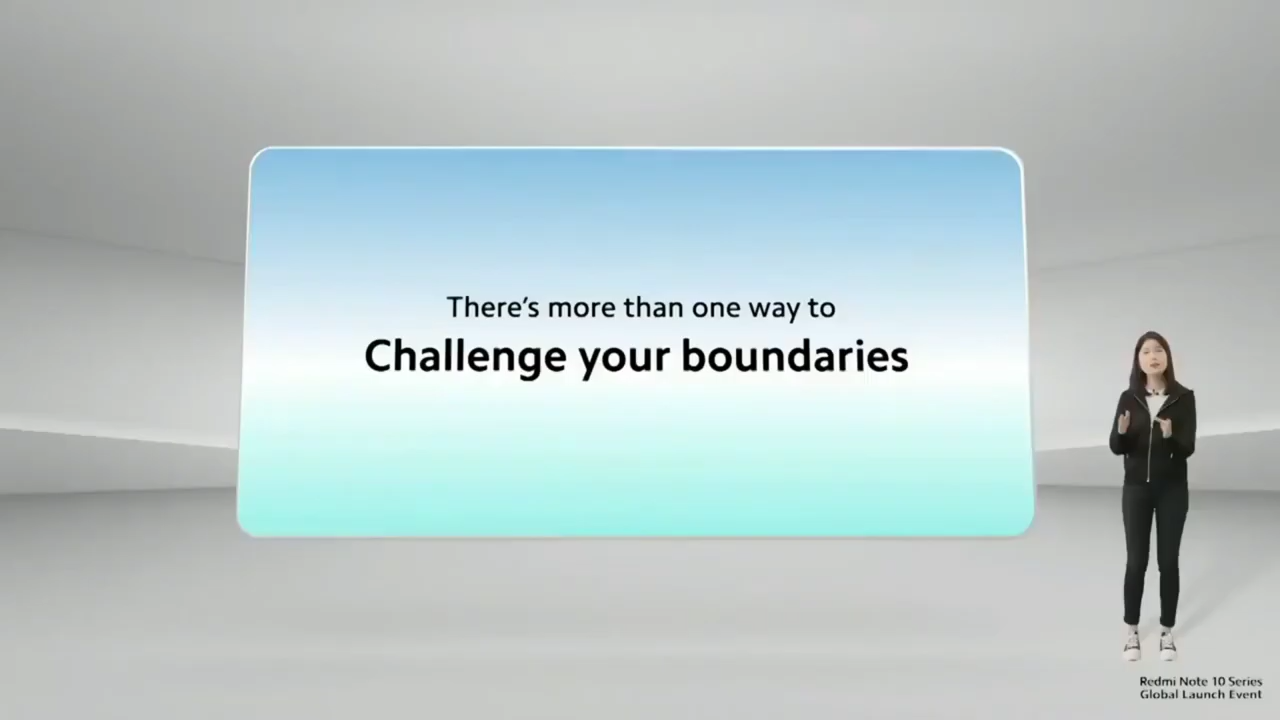 There's more than one way to
Challenge your boundaries
Redmi Note 10 Series
Global Launch Event